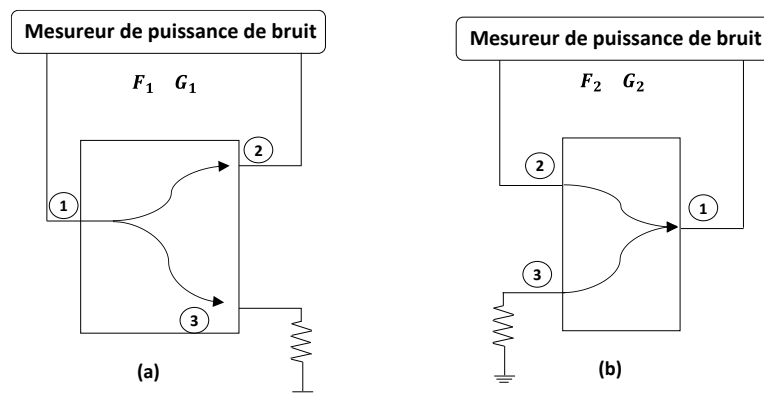 Mesureur de puissance de bruit
F₁ G₁
2
1
3
(a)
Mesureur de puissance de bruit
F₂ G₂
2
1
3
(b)